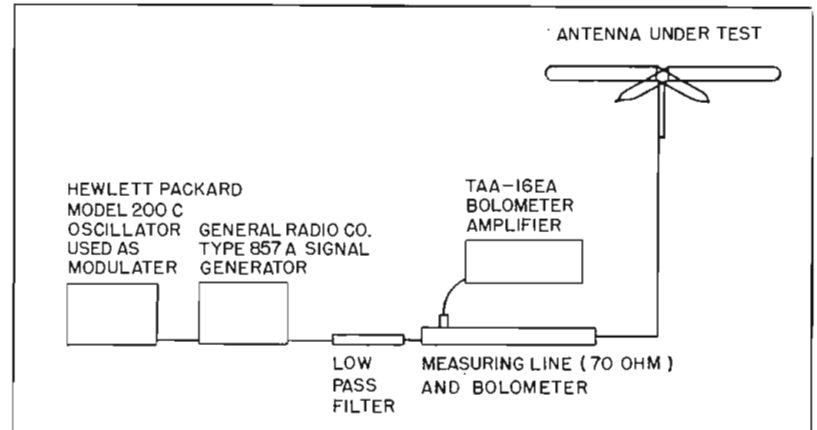 ANTENNA UNDER TEST
HEWLETT PACKARD
MODEL 200 C
OSCILLATOR
USED AS
MODULATER
GENERAL RADIO CO.
TYPE 857 A SIGNAL
GENERATOR
TAA-16EA
BOLOMETER
AMPLIFIER
LOW
PASS
FILTER
MEASURING LINE (70 OHM)
AND BOLOMETER